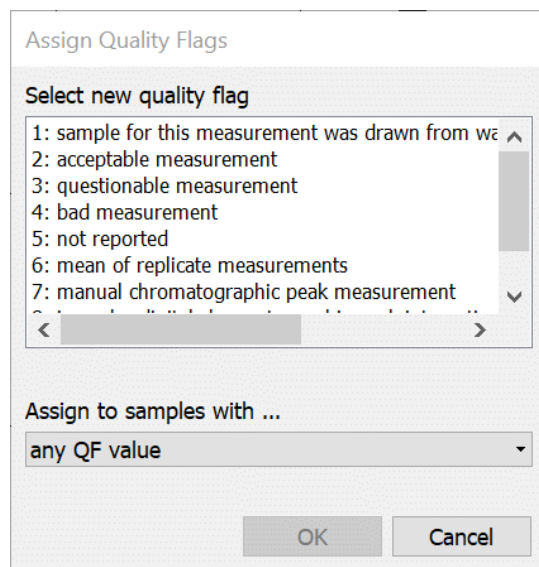 Assign Quality Flags
Select new quality flag
1: sample for this measurement was drawn from wa
2: acceptable measurement
3: questionable measurement
4: bad measurement
5: not reported
6: mean of replicate measurements
7: manual chromatographic peak measurement
Assign to samples with ...
any QF value
OK
Cancel